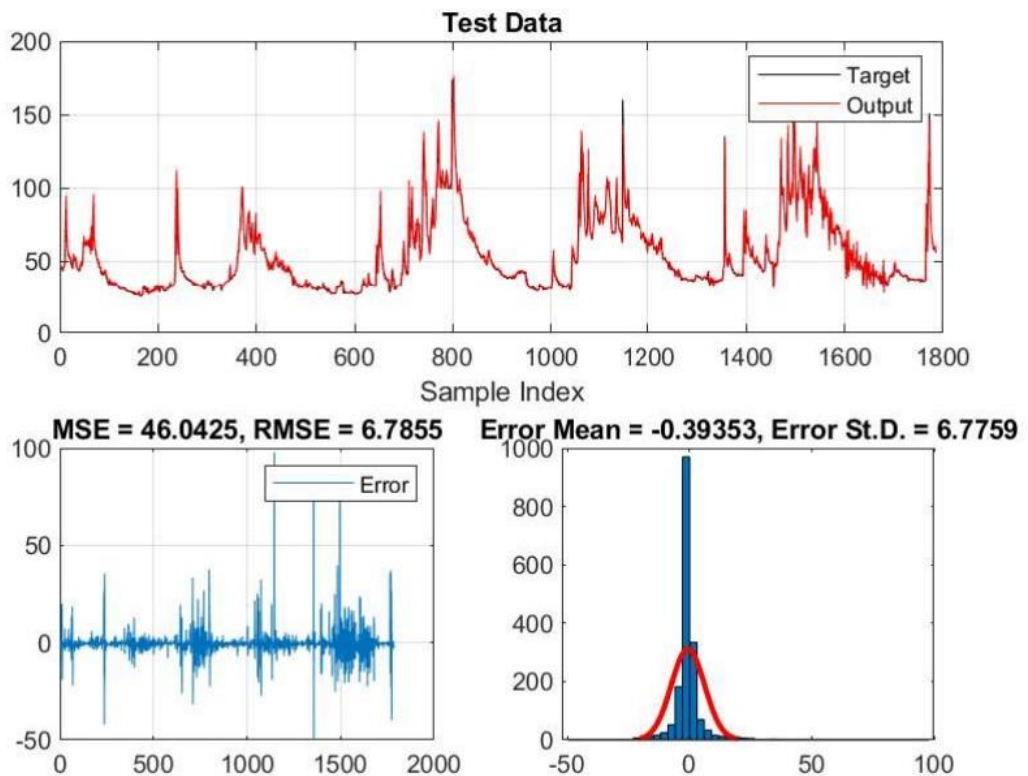 Test Data
200
150
100
50
0
Target
Output
0 200 400 600 800 1000 1200 1400 1600 1800
Sample Index
MSE = 46.0425, RMSE = 6.7855
100
50
0
-50
Error
0 500 1000 1500 2000
Error Mean = -0.39353, Error St.D. = 6.7759
1000
800
600
400
200
0
-50 0 50 100